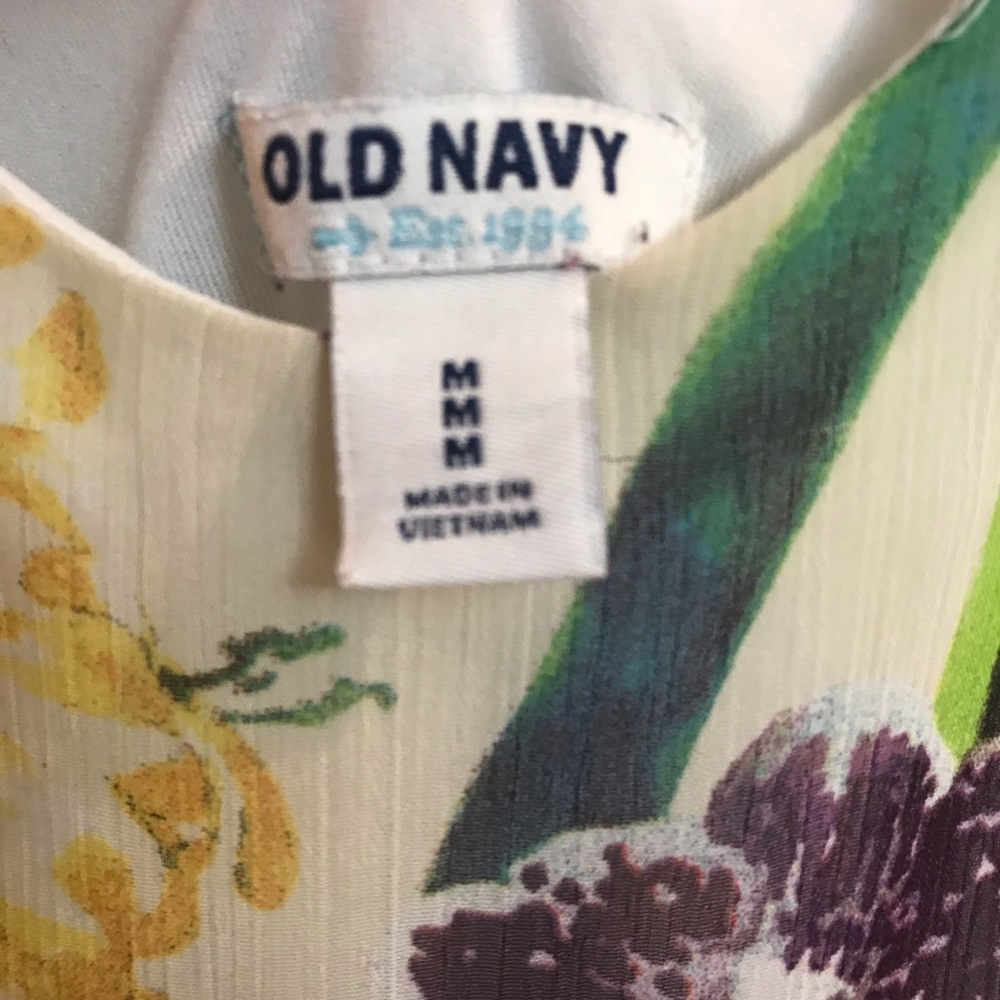 OLD NAVY
Est. 1994
M
M
M
MADE IN
VIETNAM